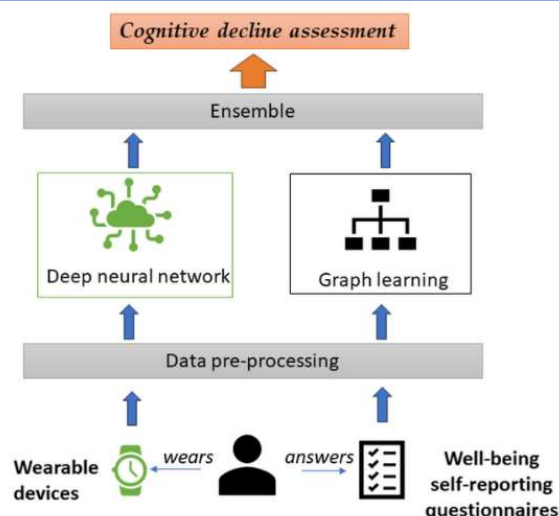 Cognitive decline assessment
Ensemble
Deep neural network
Graph learning
Data pre-processing
wears
answers
Wearable
devices
Well-being
self-reporting
questionnaires